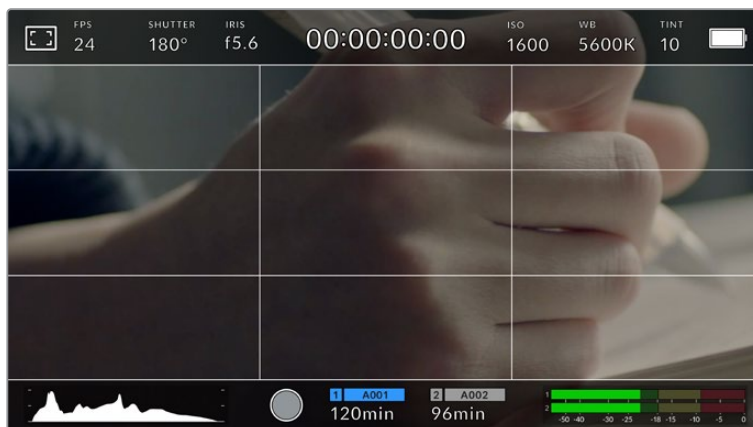 FPS SHUTTER IRIS ISO WB TINT
24 180° f5.6 00:00:00:00 1600 5600K 10
1 A001 2 A002
120min 96min
1
2
-50 -40 -30 -25 -18 -15 -10 -5 0